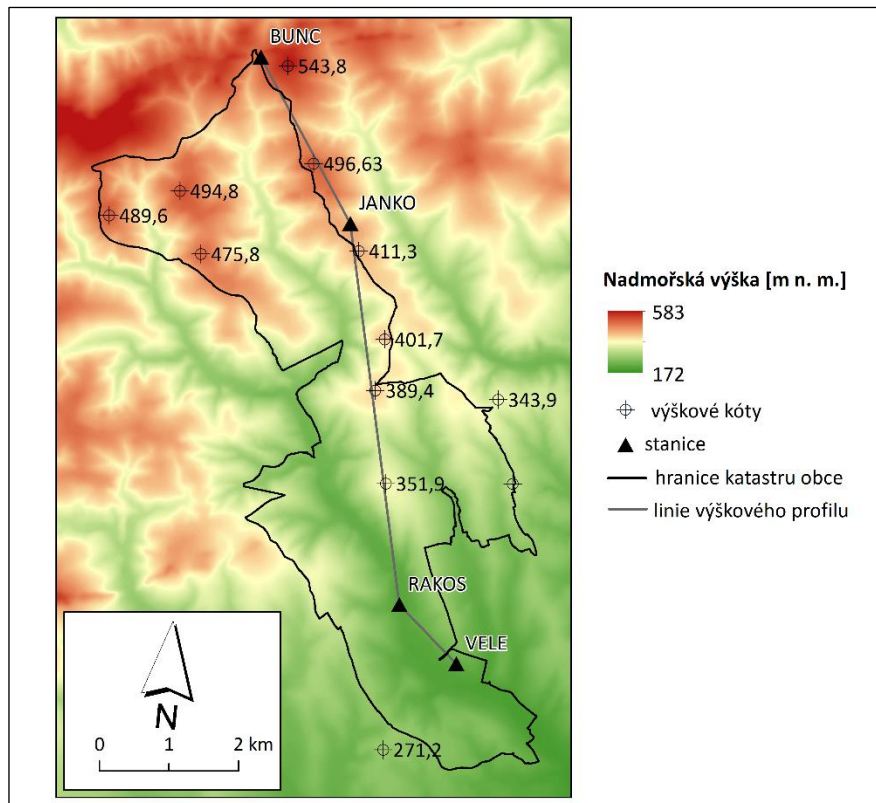 BUNC
543,8
496,63
494,8
JANKO
489,6
411,3
475,8
401,7
389,4
343,9
351,9
RAKOS
VELE
271,2
N
0 1 2 km
Nadmořská výška [m n. m.]
583
172
výškové kóty
stanice
hranice katastru obce
linie výškového profilu